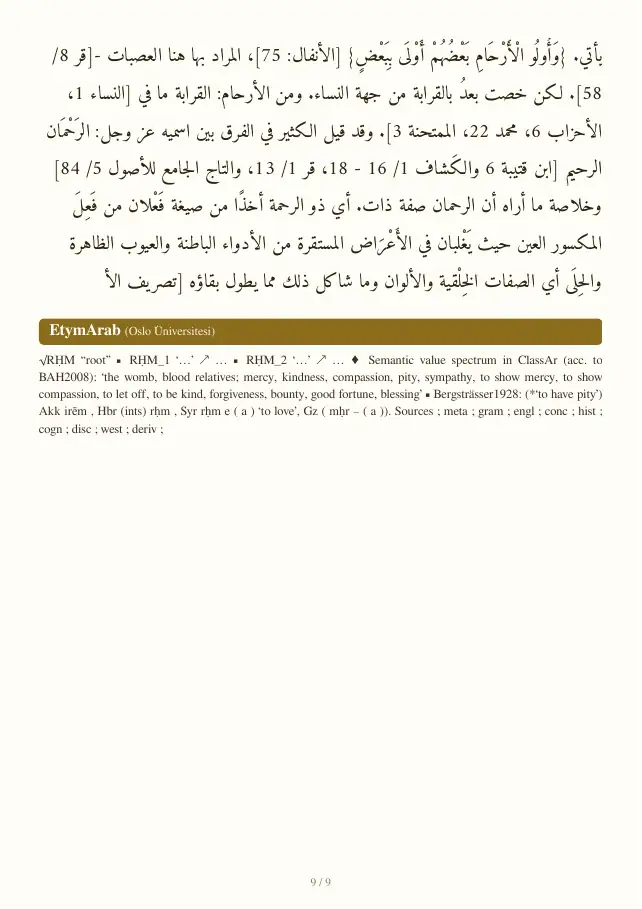 يأتي. {وَأُولُو الْأَرْحَامِ بَعْضُهُمْ أَوْلَى بِبَعْضٍ} [الأنفال: 75]، المراد بها هنا العصبات -[قر 8/
58]. لكن خصت بعدُ بالقرابة من جهة النساء. ومن الأرحام: القرابة ما في [النساء 1،
الأحزاب 6، محمد 22، الممتحنة 3]. وقد قيل الكثير في الفرق بين اسميه عز وجل: الرَحْمَان
الرحيم [ابن قتيبة 6 والكَشاف 1/ 16 - 18، قر 1/ 13، والتاج الجامع للأصول 5/ 84]
وخلاصة ما أراه أن الرحمان صفة ذات. أي ذو الرحمة أخذًا من صيغة فَعْلان من فَعِلَ
المكسور العين حيث يَغْلبان في الأَعْرَاض المستقرة من الأدواء الباطنة والعيوب الظاهرة
والحِلَى أي الصفات الخِلْقية والألوان وما شاكل ذلك مما يطول بقاؤه [تصريف الأ
EtymArab (Oslo Üniversitesi)
√RḤM “root” ▪ RḤM_1 ‘…’ ↗ … ▪ RḤM_2 ‘…’ ↗ … ♦ Semantic value spectrum in ClassAr (acc. to
BAH2008): ‘the womb, blood relatives; mercy, kindness, compassion, pity, sympathy, to show mercy, to show
compassion, to let off, to be kind, forgiveness, bounty, good fortune, blessing’ ▪ Bergsträsser1928: (*‘to have pity’)
Akk irēm , Hbr (ints) rḥm , Syr rḥm e ( a ) ‘to love’, Gz ( mḥr – ( a )). Sources ; meta ; gram ; engl ; conc ; hist ;
cogn ; disc ; west ; deriv ;
9 / 9